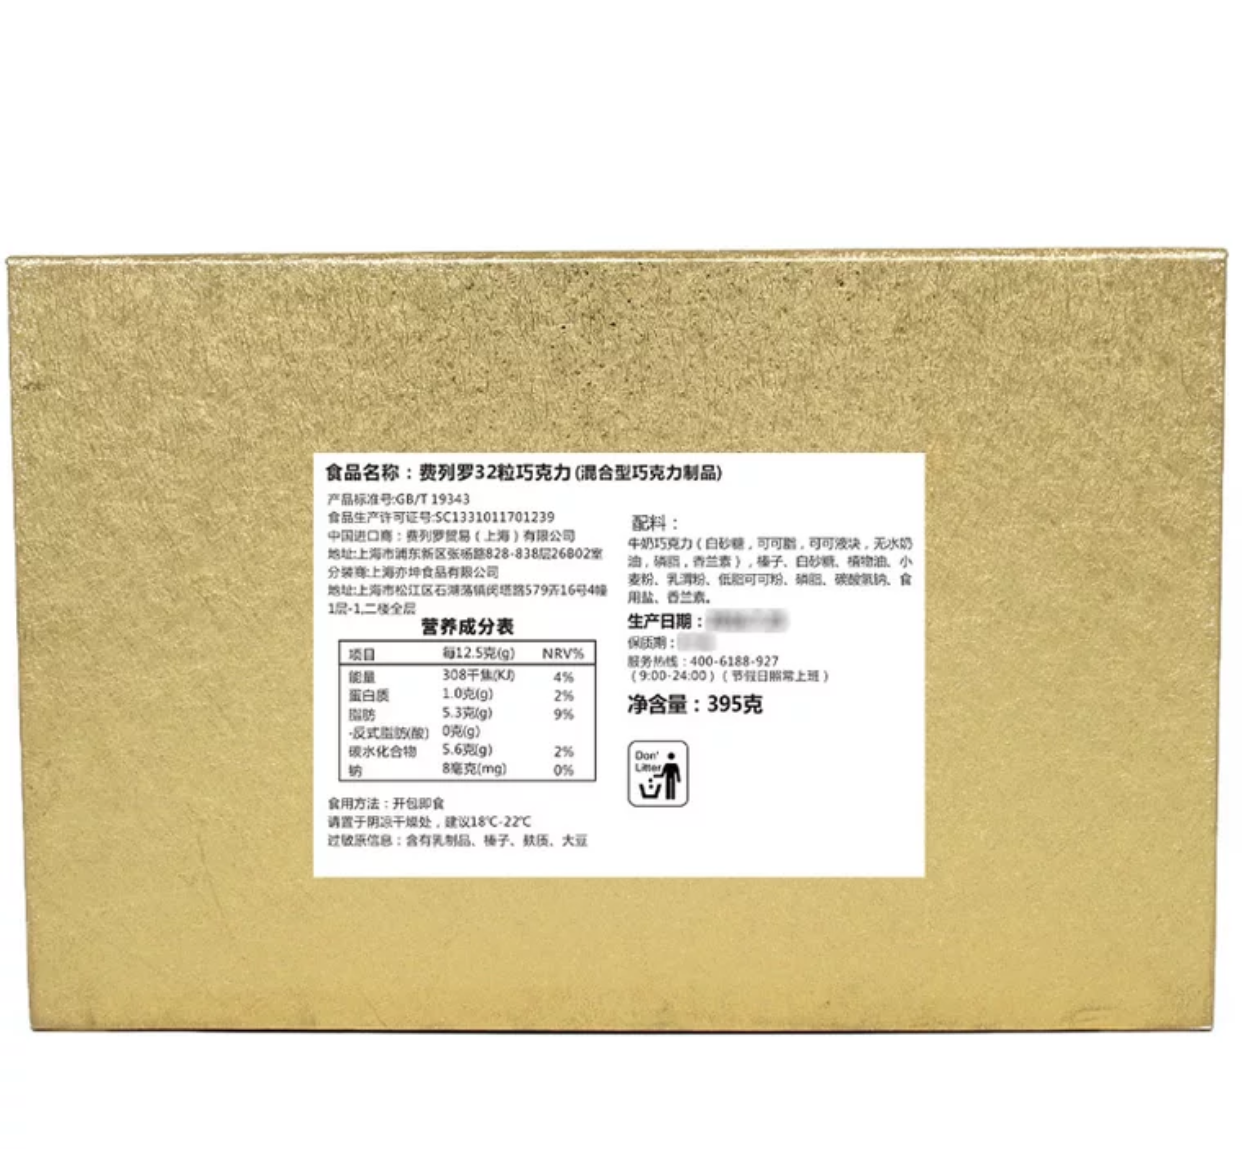 食品名称：费列罗32粒巧克力(混合型巧克力制品)
产品标准号:GB/T 19343
食品生产许可证号:SC1331011701239
中国进口商：费列罗贸易（上海）有限公司
地址:上海市浦东新区张杨路828-838层26B02室
分装商:上海亦坤食品有限公司
地址:上海市松江区石湖荡镇闵塔路579弄16号4幢
1层-1,二楼全层
营养成分表
项目 每12.5克(g) NRV%
能量 308千焦(KJ) 4%
蛋白质 1.0克(g) 2%
脂肪 5.3克(g) 9%
-反式脂肪(酸) 0克(g)
碳水化合物 5.6克(g) 2%
钠 8毫克(mg) 0%
食用方法：开包即食
请置于阴凉干燥处，建议18℃-22℃
过敏原信息：含有乳制品、榛子、麸质、大豆
配料：
牛奶巧克力（白砂糖，可可脂，可可液块，无水奶
油，磷脂，香兰素），榛子、白砂糖、植物油、小
麦粉、乳清粉、低脂可可粉、磷脂、碳酸氢钠、食
用盐、香兰素。
生产日期：
保质期：
服务热线：400-6188-927
（9:00-24:00）（节假日照常上班）
净含量：395克
Don'
Litter